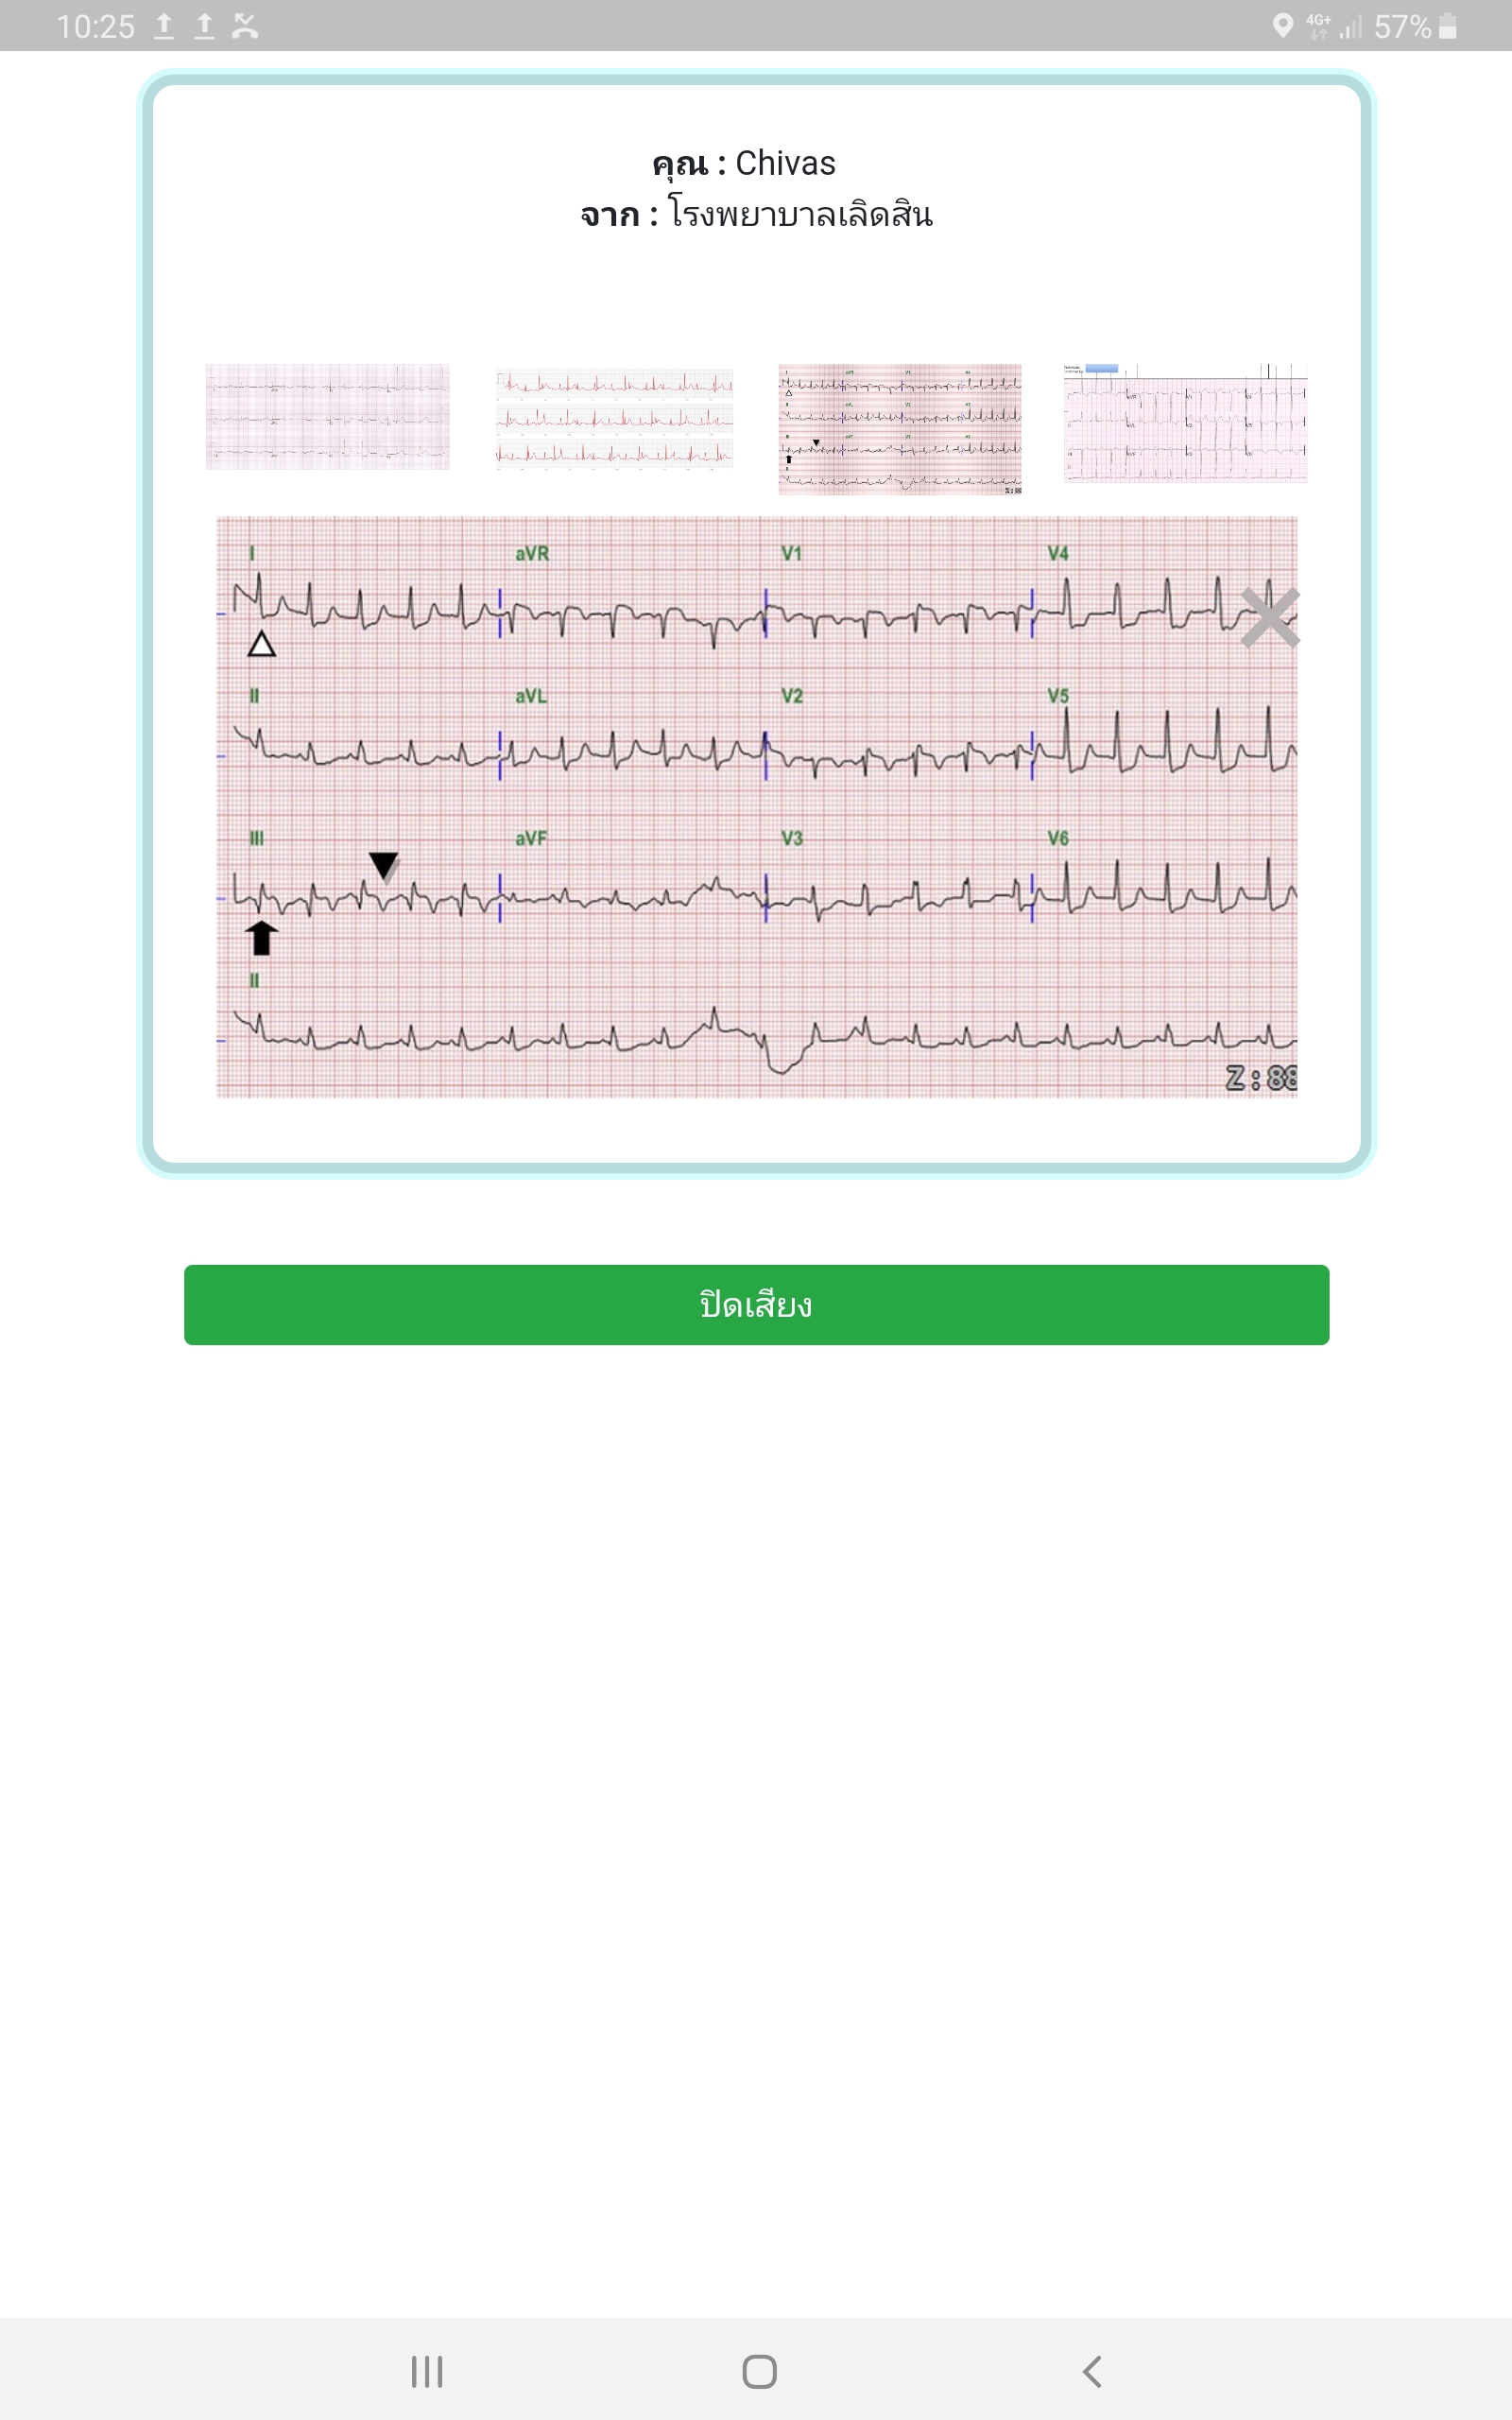 10:25 4G+ 57%
คุณ : Chivas
จาก : โรงพยาบาลเลิดสิน
I aVR V1 V4
II aVL V2 V5
III aVF V3 V6
II
Z:88
ปิดเสียง